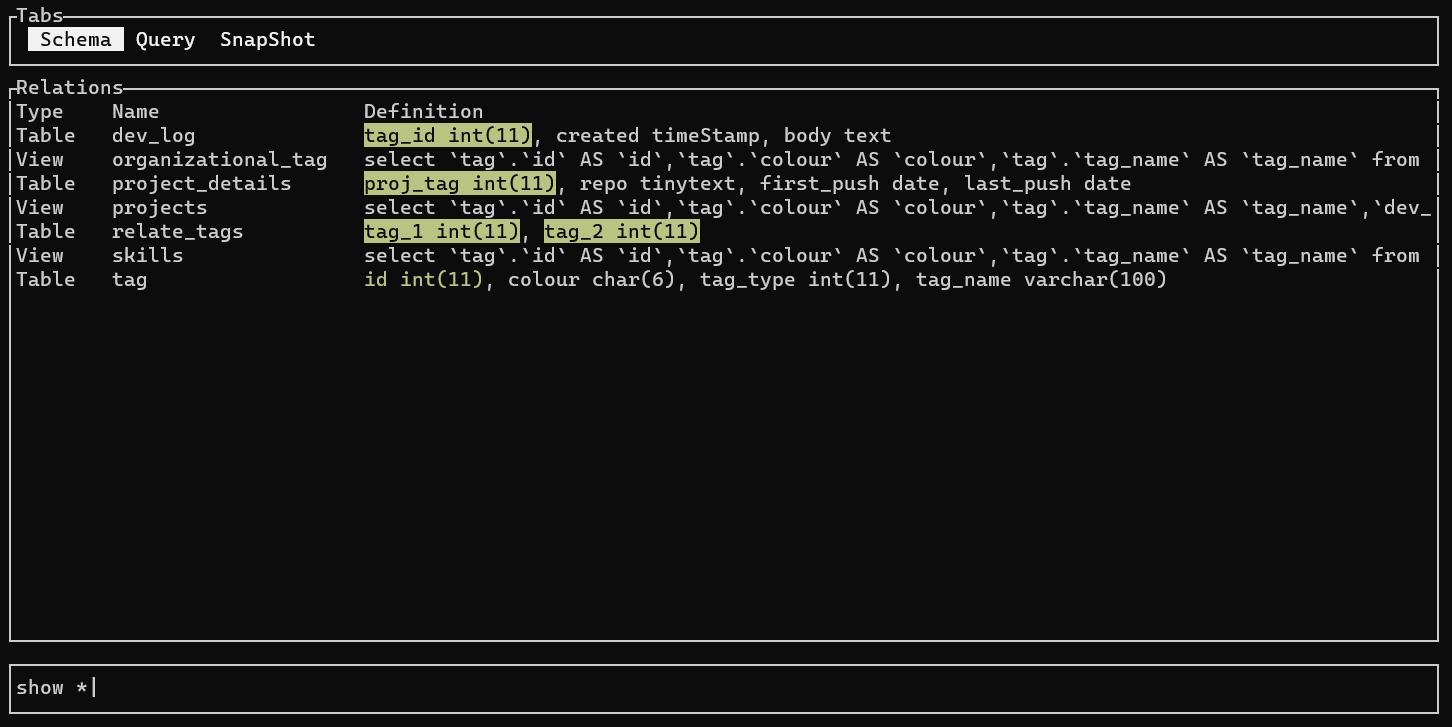 Tabs
Schema Query SnapShot
Relations
Type Name Definition
Table dev_log tag_id int(11), created timeStamp, body text
View organizational_tag select `tag`.`id` AS `id`,`tag`.`colour` AS `colour`,`tag`.`tag_name` AS `tag_name` from
Table project_details proj_tag int(11), repo tinytext, first_push date, last_push date
View projects select `tag`.`id` AS `id`,`tag`.`colour` AS `colour`,`tag`.`tag_name` AS `tag_name`,`dev_
Table relate_tags tag_1 int(11), tag_2 int(11)
View skills select `tag`.`id` AS `id`,`tag`.`colour` AS `colour`,`tag`.`tag_name` AS `tag_name` from
Table tag id int(11), colour char(6), tag_type int(11), tag_name varchar(100)
show *